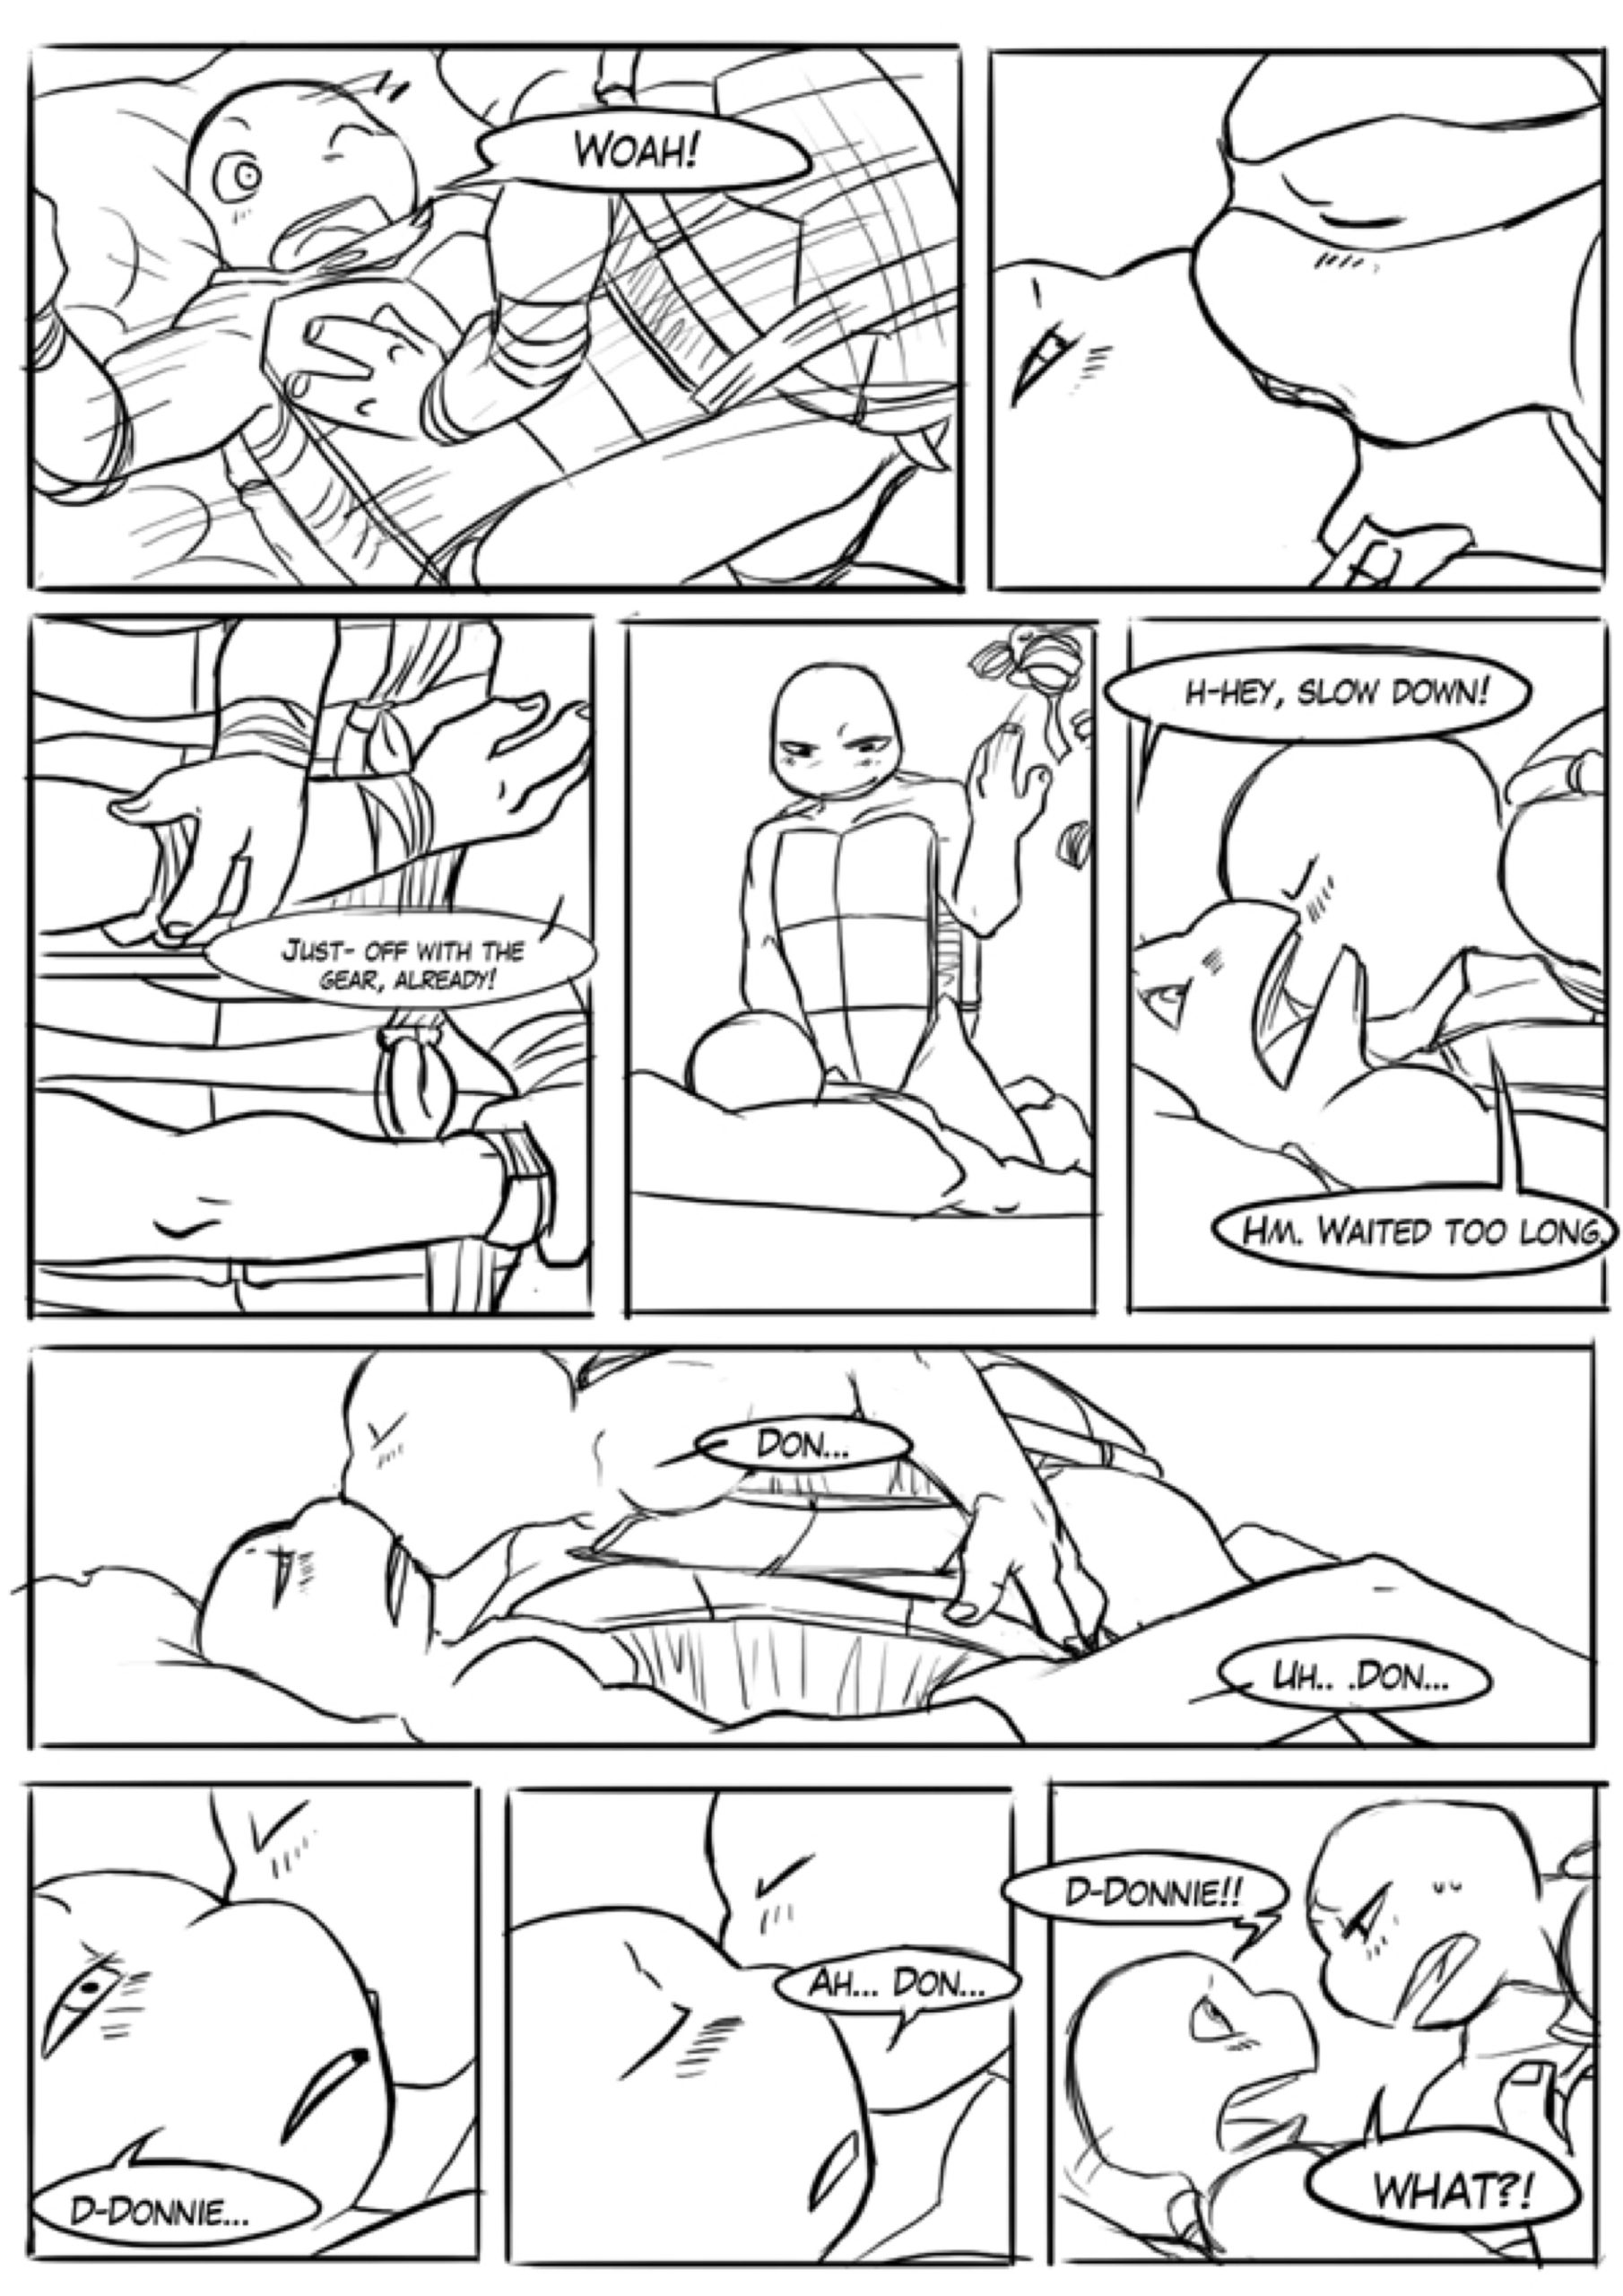 WOAH!
JUST- OFF WITH THE
GEAR, ALREADY!
H-HEY, SLOW DOWN!
HM. WAITED TOO LONG.
DON...
UH.. .DON...
D-DONNIE...
AH... DON...
D-DONNIE!!
WHAT?!